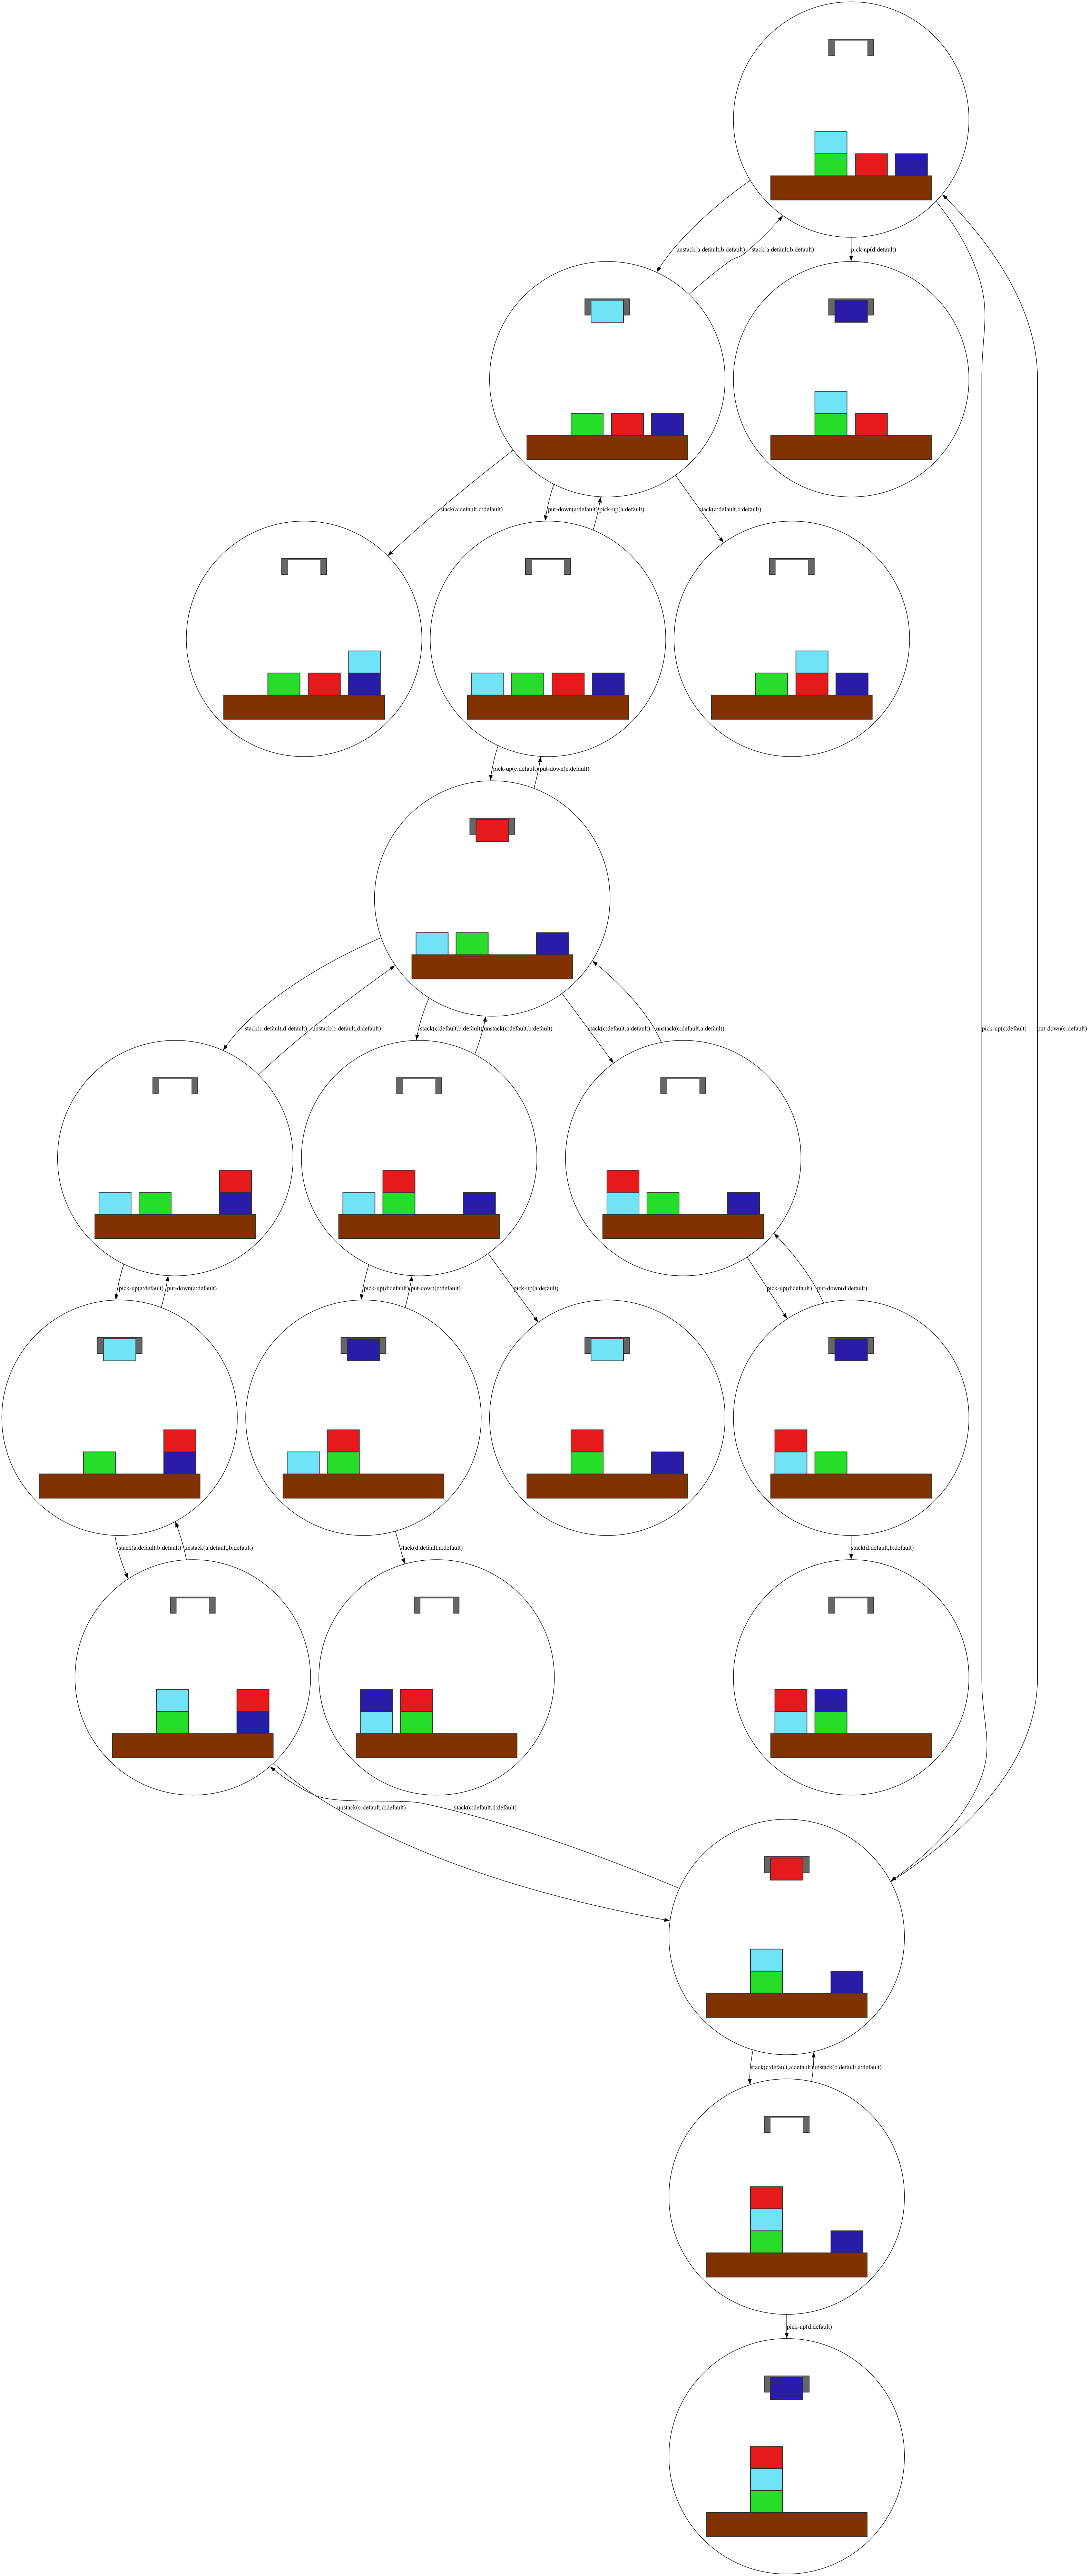 unstack(a:default,b:default)
stack(a:default,b:default)
pick-up(d:default)
stack(a:default,d:default)
put-down(a:default)
pick-up(a:default)
stack(a:default,c:default)
pick-up(c:default)
put-down(c:default)
stack(c:default,d:default)
unstack(c:default,d:default)
stack(c:default,b:default)
unstack(c:default,b:default)
stack(c:default,a:default)
unstack(c:default,a:default)
pick-up(c:default)
put-down(c:default)
pick-up(a:default)
put-down(a:default)
pick-up(d:default)
put-down(d:default)
pick-up(a:default)
pick-up(d:default)
put-down(d:default)
stack(a:default,b:default)
unstack(a:default,b:default)
stack(d:default,a:default)
stack(d:default,b:default)
unstack(c:default,d:default)
stack(c:default,d:default)
stack(c:default,a:default)
unstack(c:default,a:default)
pick-up(d:default)